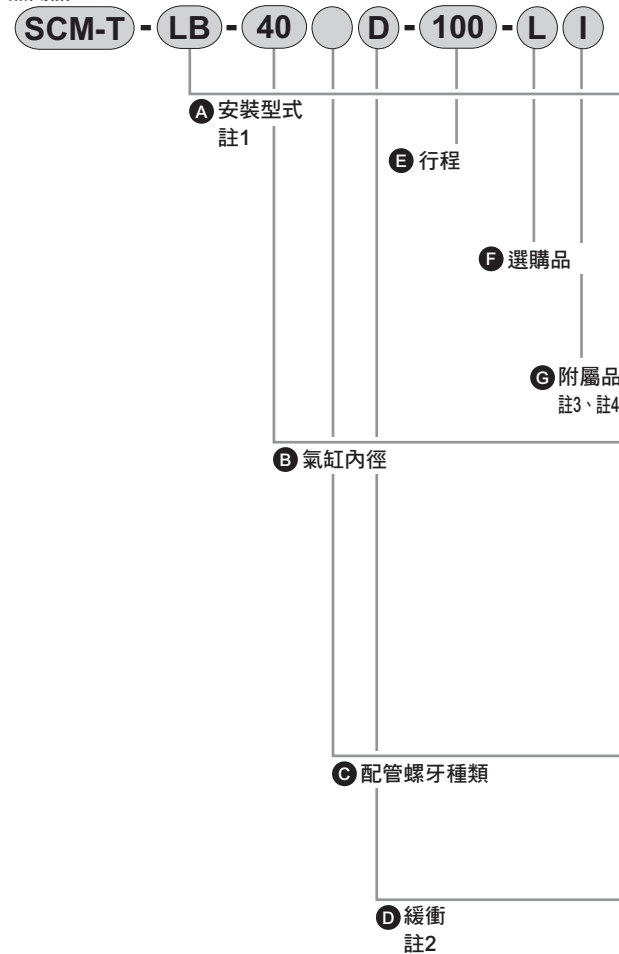 SCM-T - LB - 40 D - 100 - L I
A 安裝型式
註1
E 行程
F 選購品
G 附屬品
註3、註4
B 氣缸內徑
C 配管螺牙種類
D 緩衝
註2